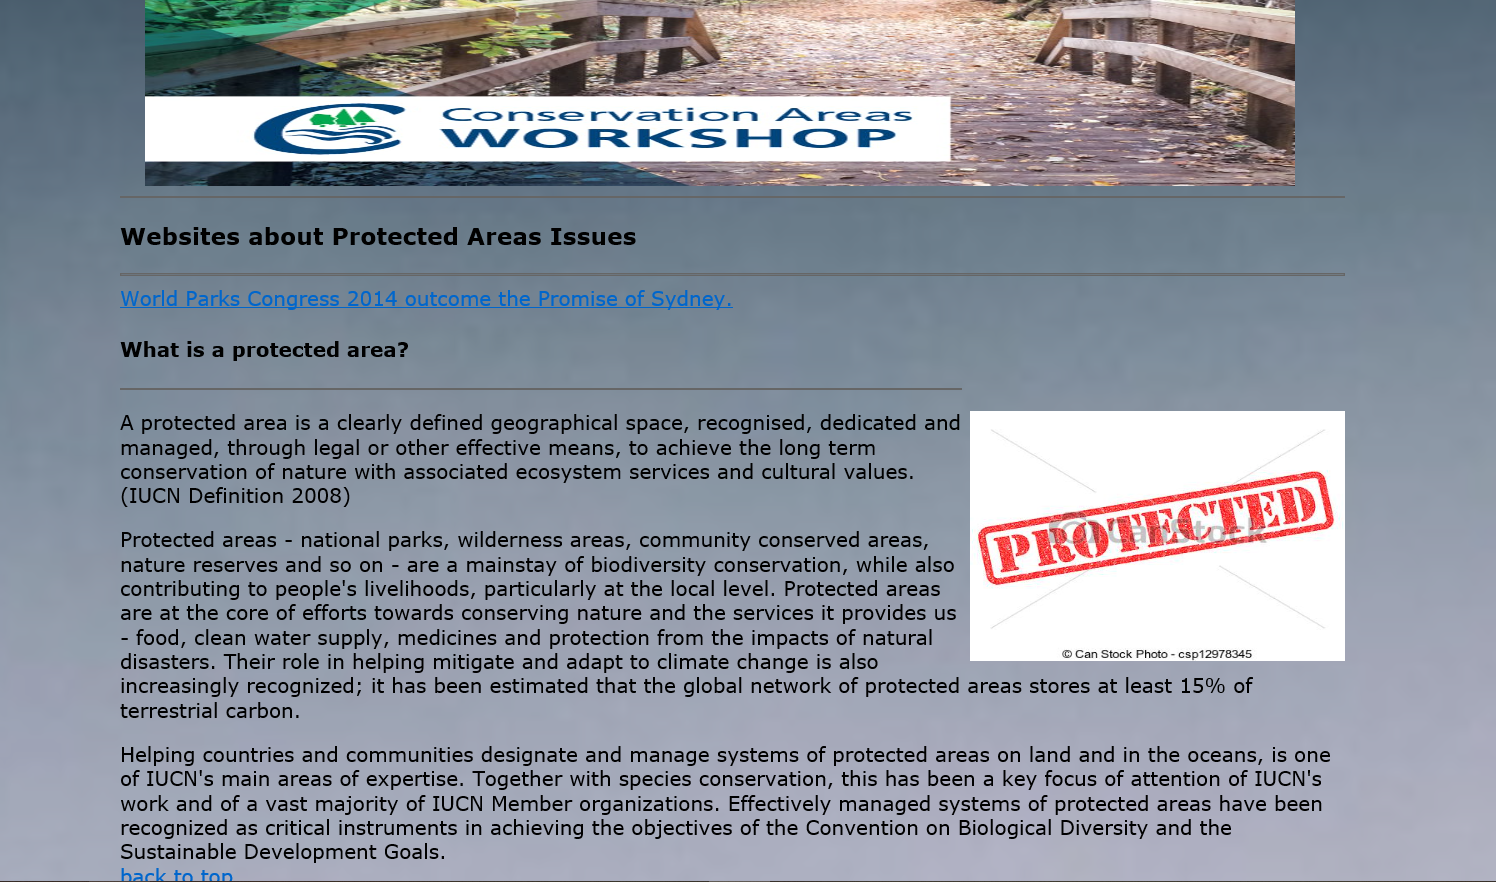 Conservation Areas
WORKSHOP
Websites about Protected Areas Issues
World Parks Congress 2014 outcome the Promise of Sydney.
What is a protected area?
A protected area is a clearly defined geographical space, recognised, dedicated and
managed, through legal or other effective means, to achieve the long term
conservation of nature with associated ecosystem services and cultural values.
(IUCN Definition 2008)
PROTECTED
© CanStock
© Can Stock Photo - csp12978345
Protected areas - national parks, wilderness areas, community conserved areas,
nature reserves and so on - are a mainstay of biodiversity conservation, while also
contributing to people's livelihoods, particularly at the local level. Protected areas
are at the core of efforts towards conserving nature and the services it provides us
- food, clean water supply, medicines and protection from the impacts of natural
disasters. Their role in helping mitigate and adapt to climate change is also
increasingly recognized; it has been estimated that the global network of protected areas stores at least 15% of
terrestrial carbon.
Helping countries and communities designate and manage systems of protected areas on land and in the oceans, is one
of IUCN's main areas of expertise. Together with species conservation, this has been a key focus of attention of IUCN's
work and of a vast majority of IUCN Member organizations. Effectively managed systems of protected areas have been
recognized as critical instruments in achieving the objectives of the Convention on Biological Diversity and the
Sustainable Development Goals.
back to top